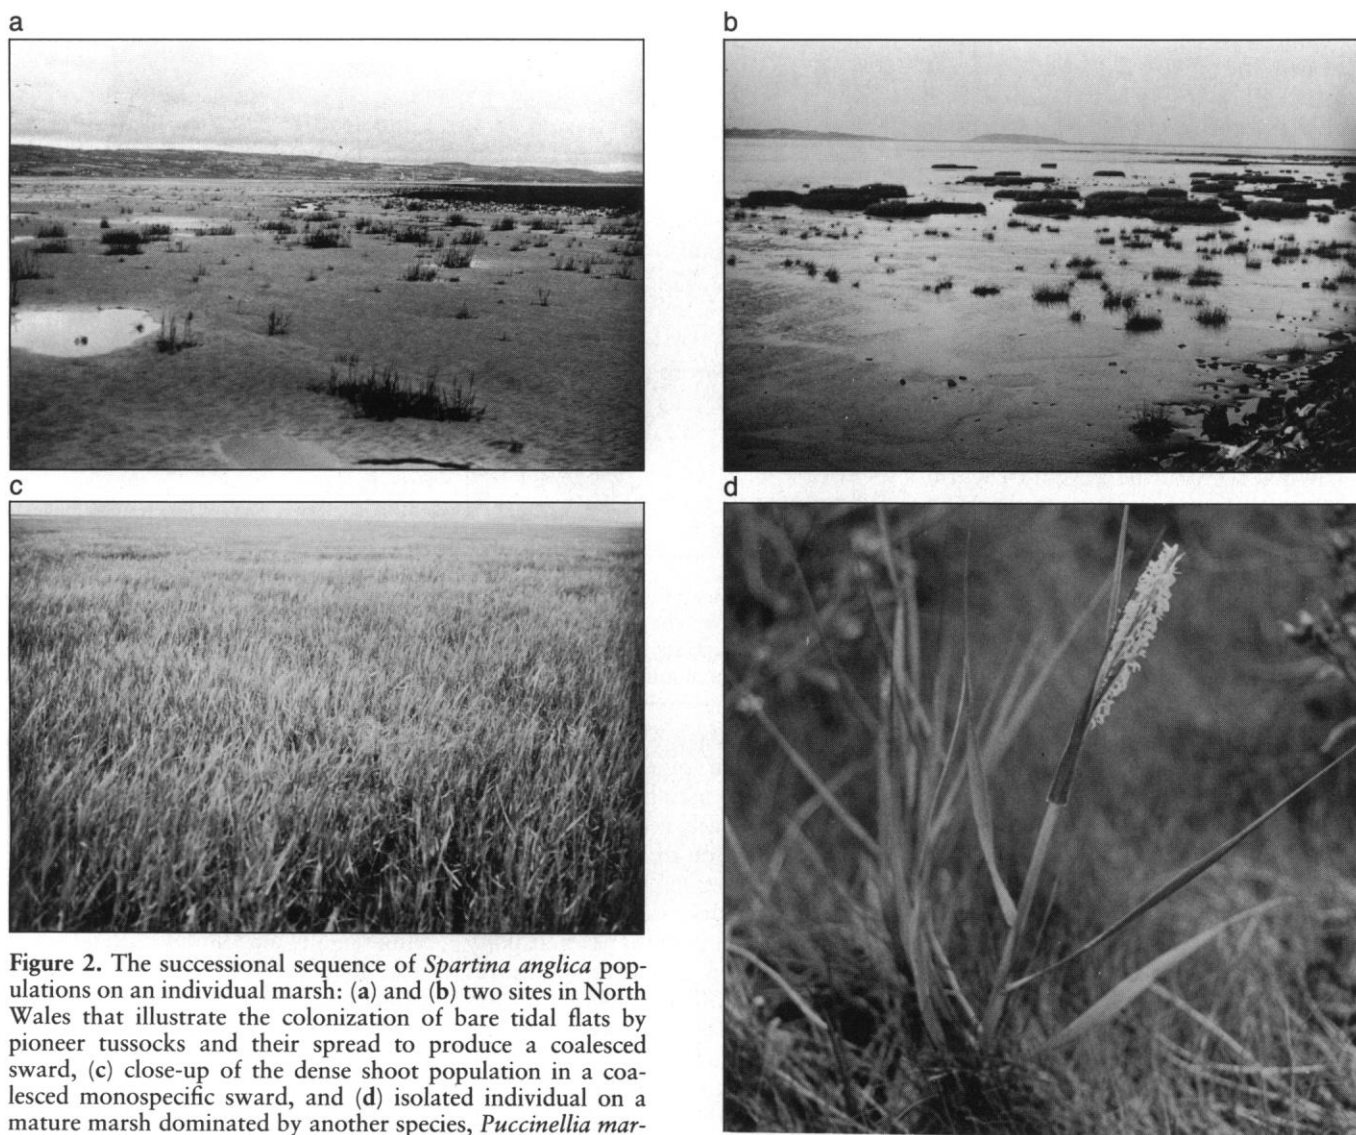 a
b
c
d
Figure 2. The successional sequence of Spartina anglica pop-
ulations on an individual marsh: (a) and (b) two sites in North
Wales that illustrate the colonization of bare tidal flats by
pioneer tussocks and their spread to produce a coalesced
sward, (c) close-up of the dense shoot population in a coa-
lesced monospecific sward, and (d) isolated individual on a
mature marsh dominated by another species, Puccinellia mar-